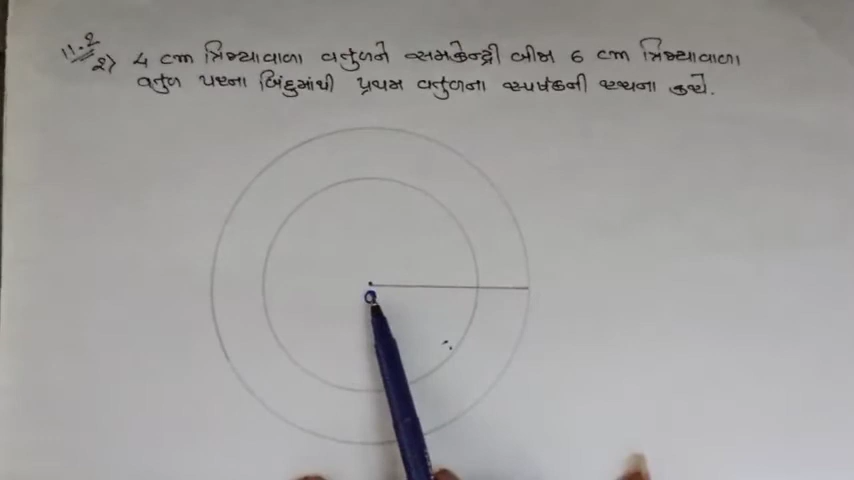 11.2
2) 4 cm ત્રિજ્યાવાળા વર્તુળને સમકેન્દ્રી બીજા 6 cm ત્રિજ્યાવાળા
વર્તુળ પરના બિંદુમાંથી પ્રથમ વર્તુળના સ્પર્શકની રચના કરો.
O